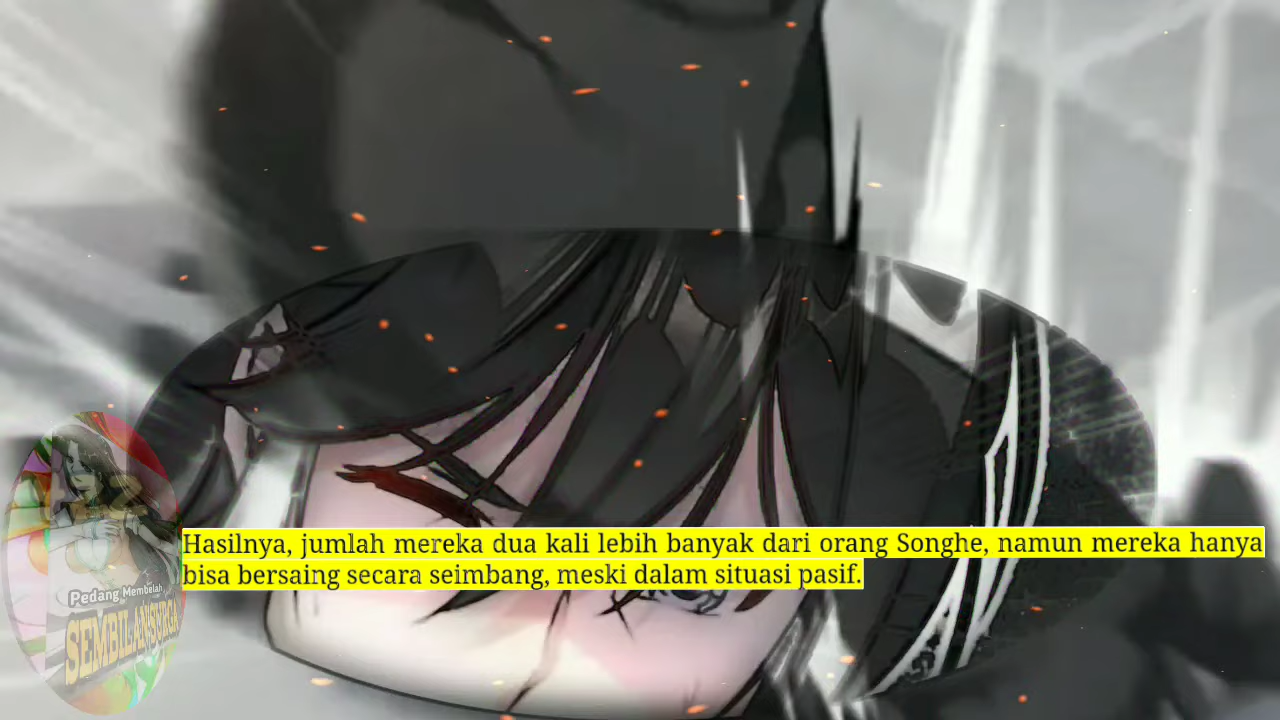 Hasilnya, jumlah mereka dua kali lebih banyak dari orang Songhe, namun mereka hanya
bisa bersaing secara seimbang, meski dalam situasi pasif.
Pedang Membelah
SEMBILAN SURGA